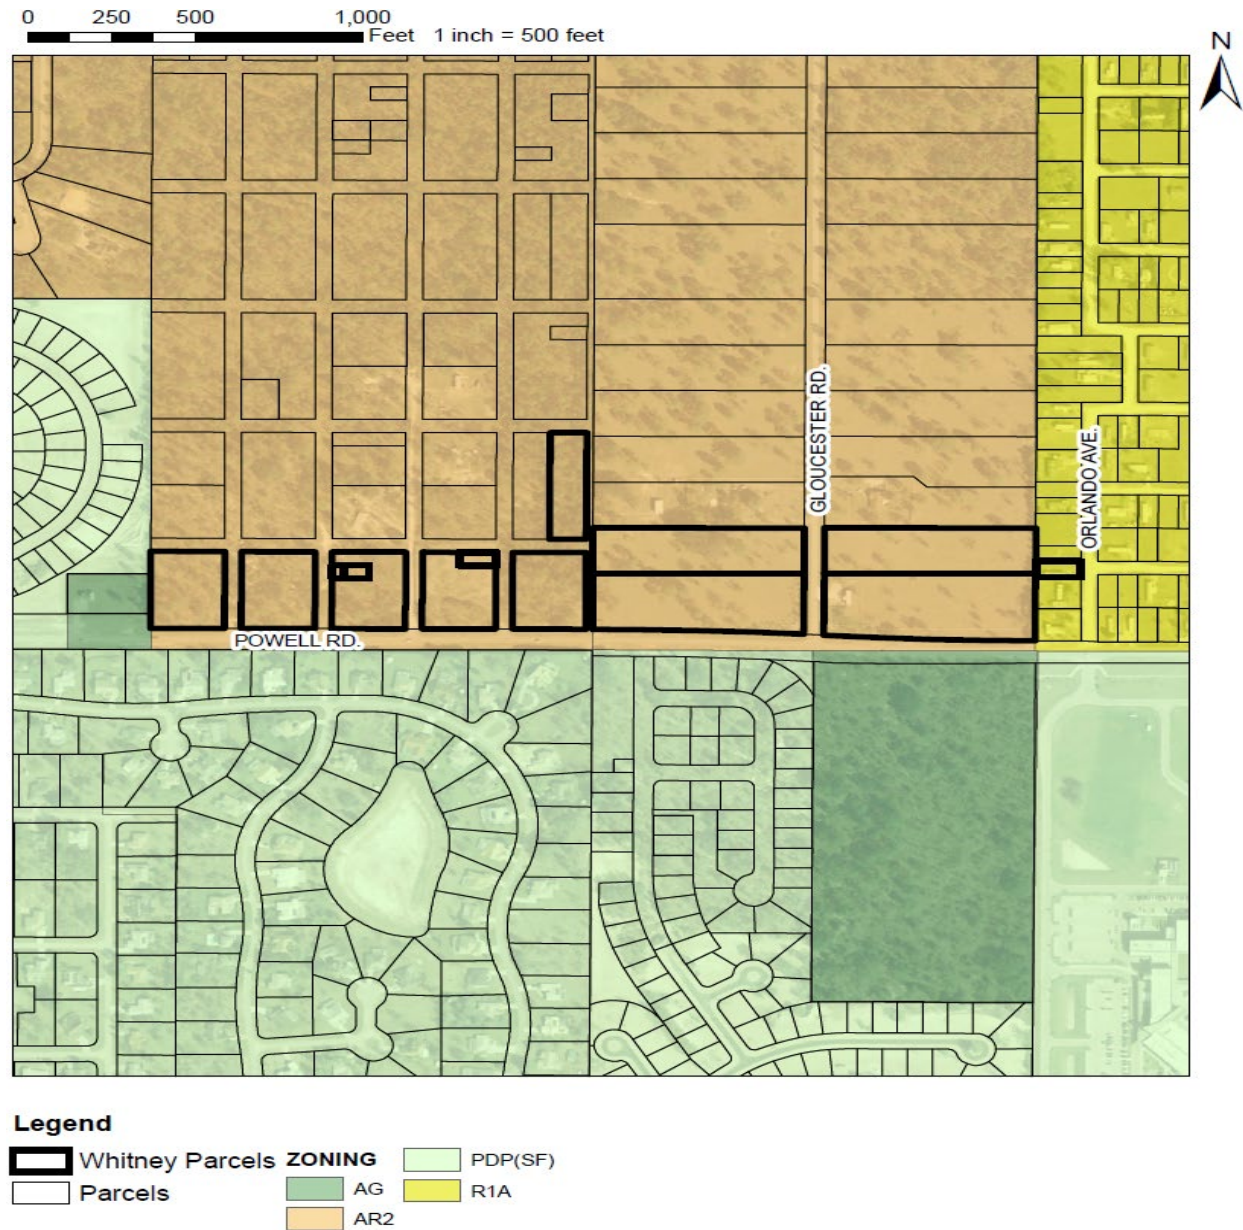 0 250 500 1,000
Feet 1 inch = 500 feet
N
GLOUCESTER RD.
ORLANDO AVE.
POWELL RD.
Legend
Whitney Parcels
Parcels
ZONING
AG
AR2
PDP(SF)
R1A